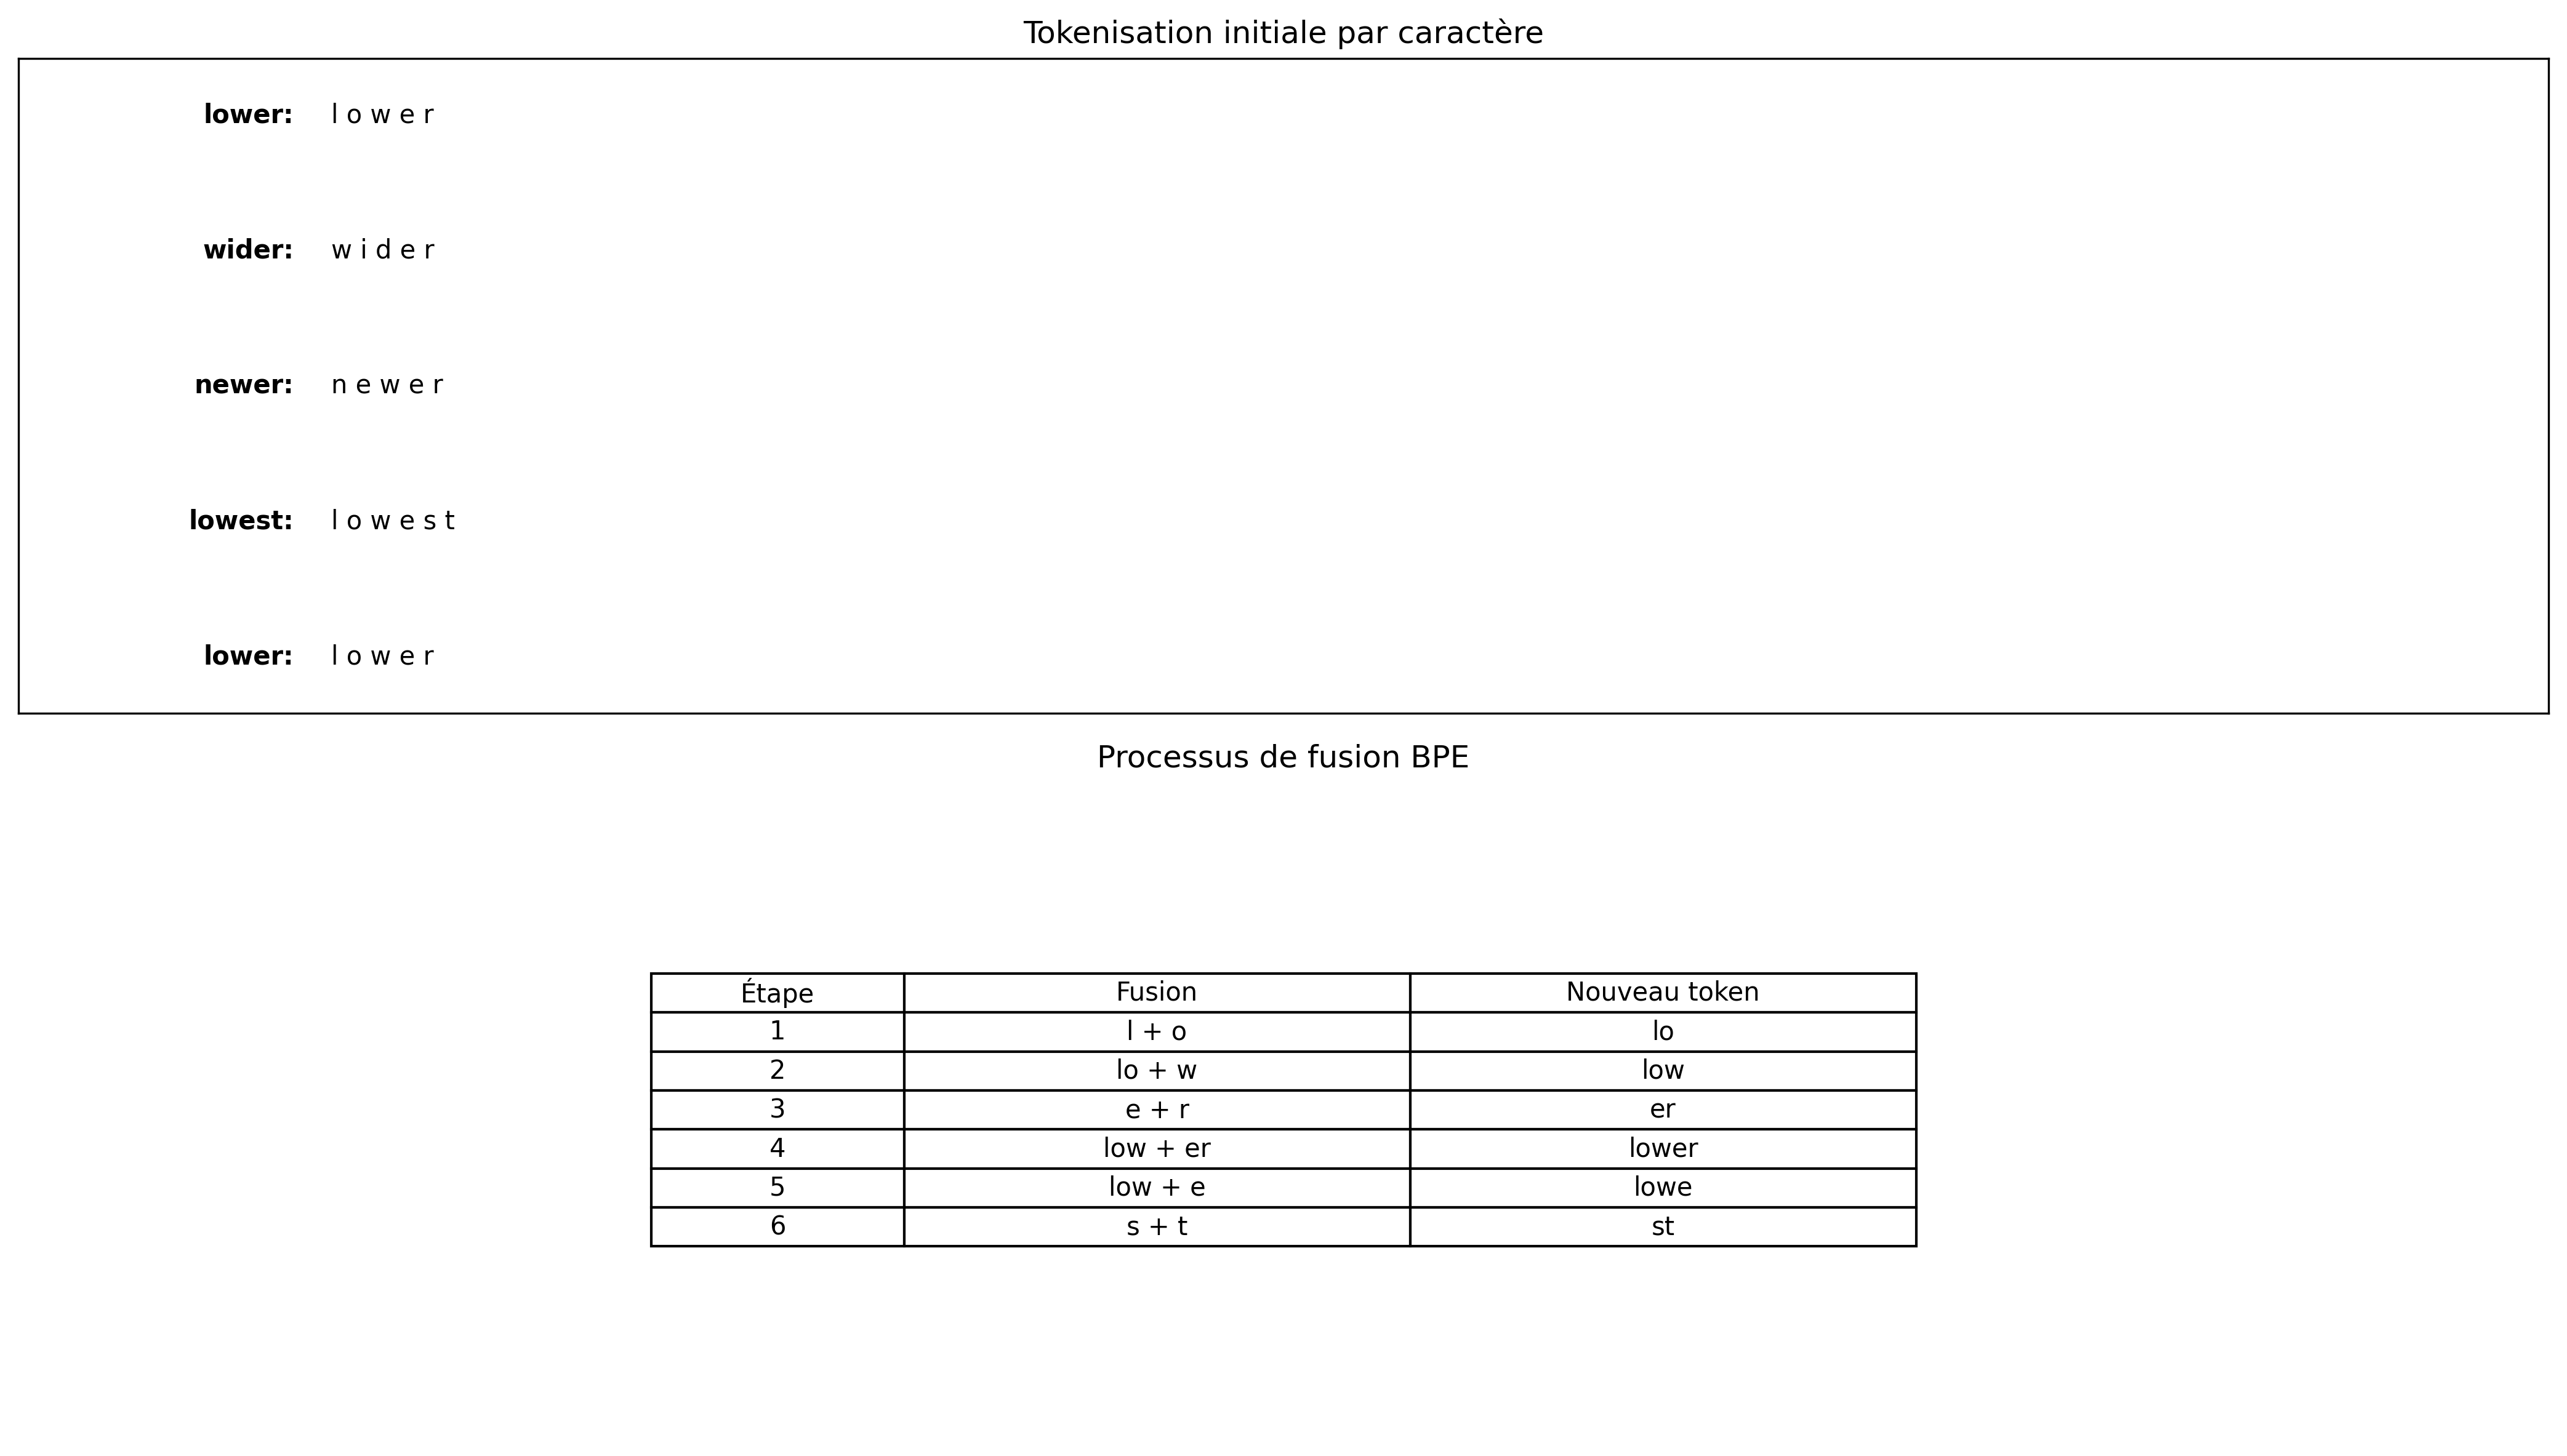 Tokenisation initiale par caractère
lower: l o w e r
wider: w i d e r
newer: n e w e r
lowest: l o w e s t
lower: l o w e r
Processus de fusion BPE
Étape Fusion Nouveau token
1 l + o lo
2 lo + w low
3 e + r er
4 low + er lower
5 low + e lowe
6 s + t st